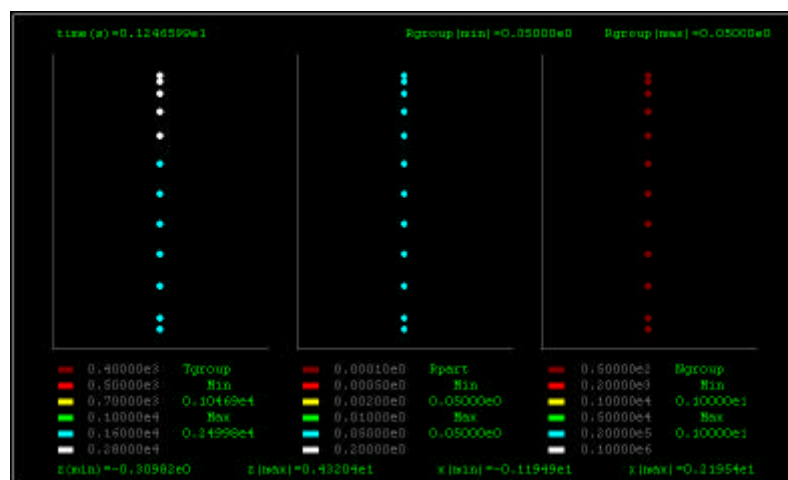 time(s)=0.1246599e1 Rgroup|min|=0.05000e0 Rgroup|max|=0.05000e0
0.40000e3 Tgroup 0.00010e0 Rpart 0.50000e2 Ngroup
0.50000e3 Min 0.00050e0 Min 0.20000e3 Min
0.70000e3 0.10469e4 0.00200e0 0.05000e0 0.10000e4 0.10000e1
0.10000e4 Max 0.01000e0 Max 0.50000e4 Max
0.16000e4 0.24998e4 0.05000e0 0.05000e0 0.20000e5 0.10000e1
0.28000e4 0.20000e0 0.10000e6
z(min)=-0.30982e0 z|max|=0.43204e1 x|min|=-0.11949e1 x|max|=0.21954e1